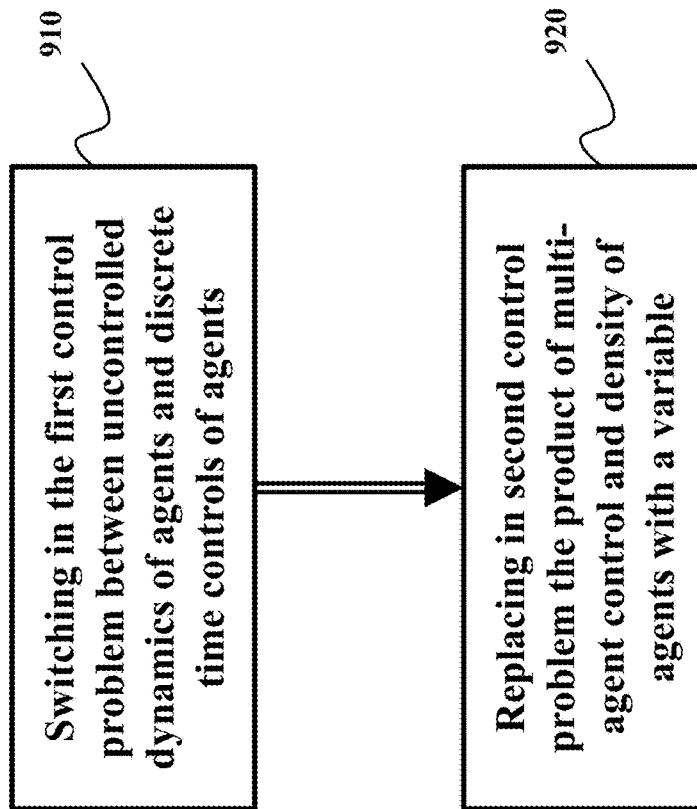 910
Switching in the first control
problem between uncontrolled
dynamics of agents and discrete
time controls of agents
920
Replacing in second control
problem the product of multi-
agent control and density of
agents with a variable